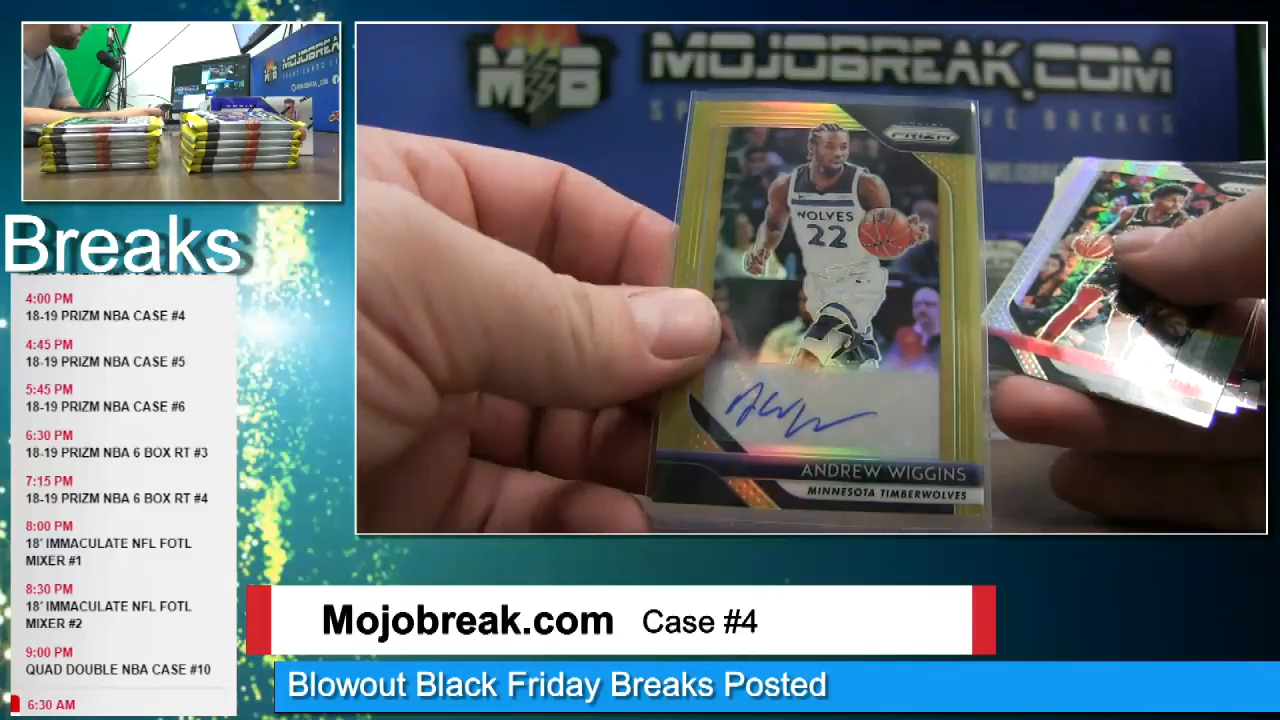 MOJOBREAK
Breaks
4:00 PM
18-19 PRIZM NBA CASE #4
4:45 PM
18-19 PRIZM NBA CASE #5
5:45 PM
18-19 PRIZM NBA CASE #6
6:30 PM
18-19 PRIZM NBA 6 BOX RT #3
7:15 PM
18-19 PRIZM NBA 6 BOX RT #4
8:00 PM
18' IMMACULATE NFL FOTL
MIXER #1
8:30 PM
18' IMMACULATE NFL FOTL
MIXER #2
9:00 PM
QUAD DOUBLE NBA CASE #10
6:30 AM
MB MOJOBREAK.COM
BREAKS
PRIZM
WOLVES
22
ANDREW WIGGINS
MINNESOTA TIMBERWOLVES
Mojobreak.com Case #4
Blowout Black Friday Breaks Posted